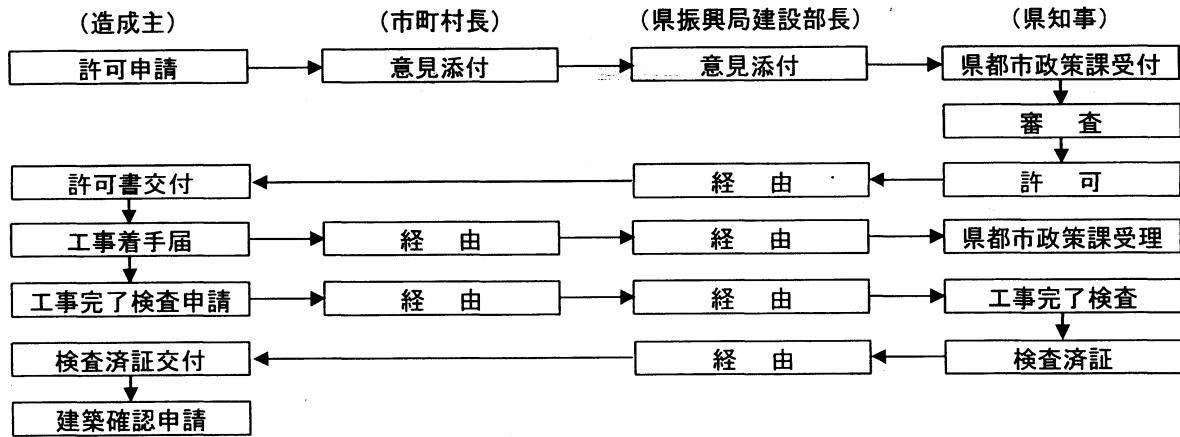 （造成主） （市町村長） （県振興局建設部長） （県知事）
許可申請 意見添付 意見添付 県都市政策課受付
審 査
許可書交付 経 由 許 可
工事着手届 経 由 経 由 県都市政策課受理
工事完了検査申請 経 由 経 由 工事完了検査
検査済証交付 経 由 検査済証
建築確認申請